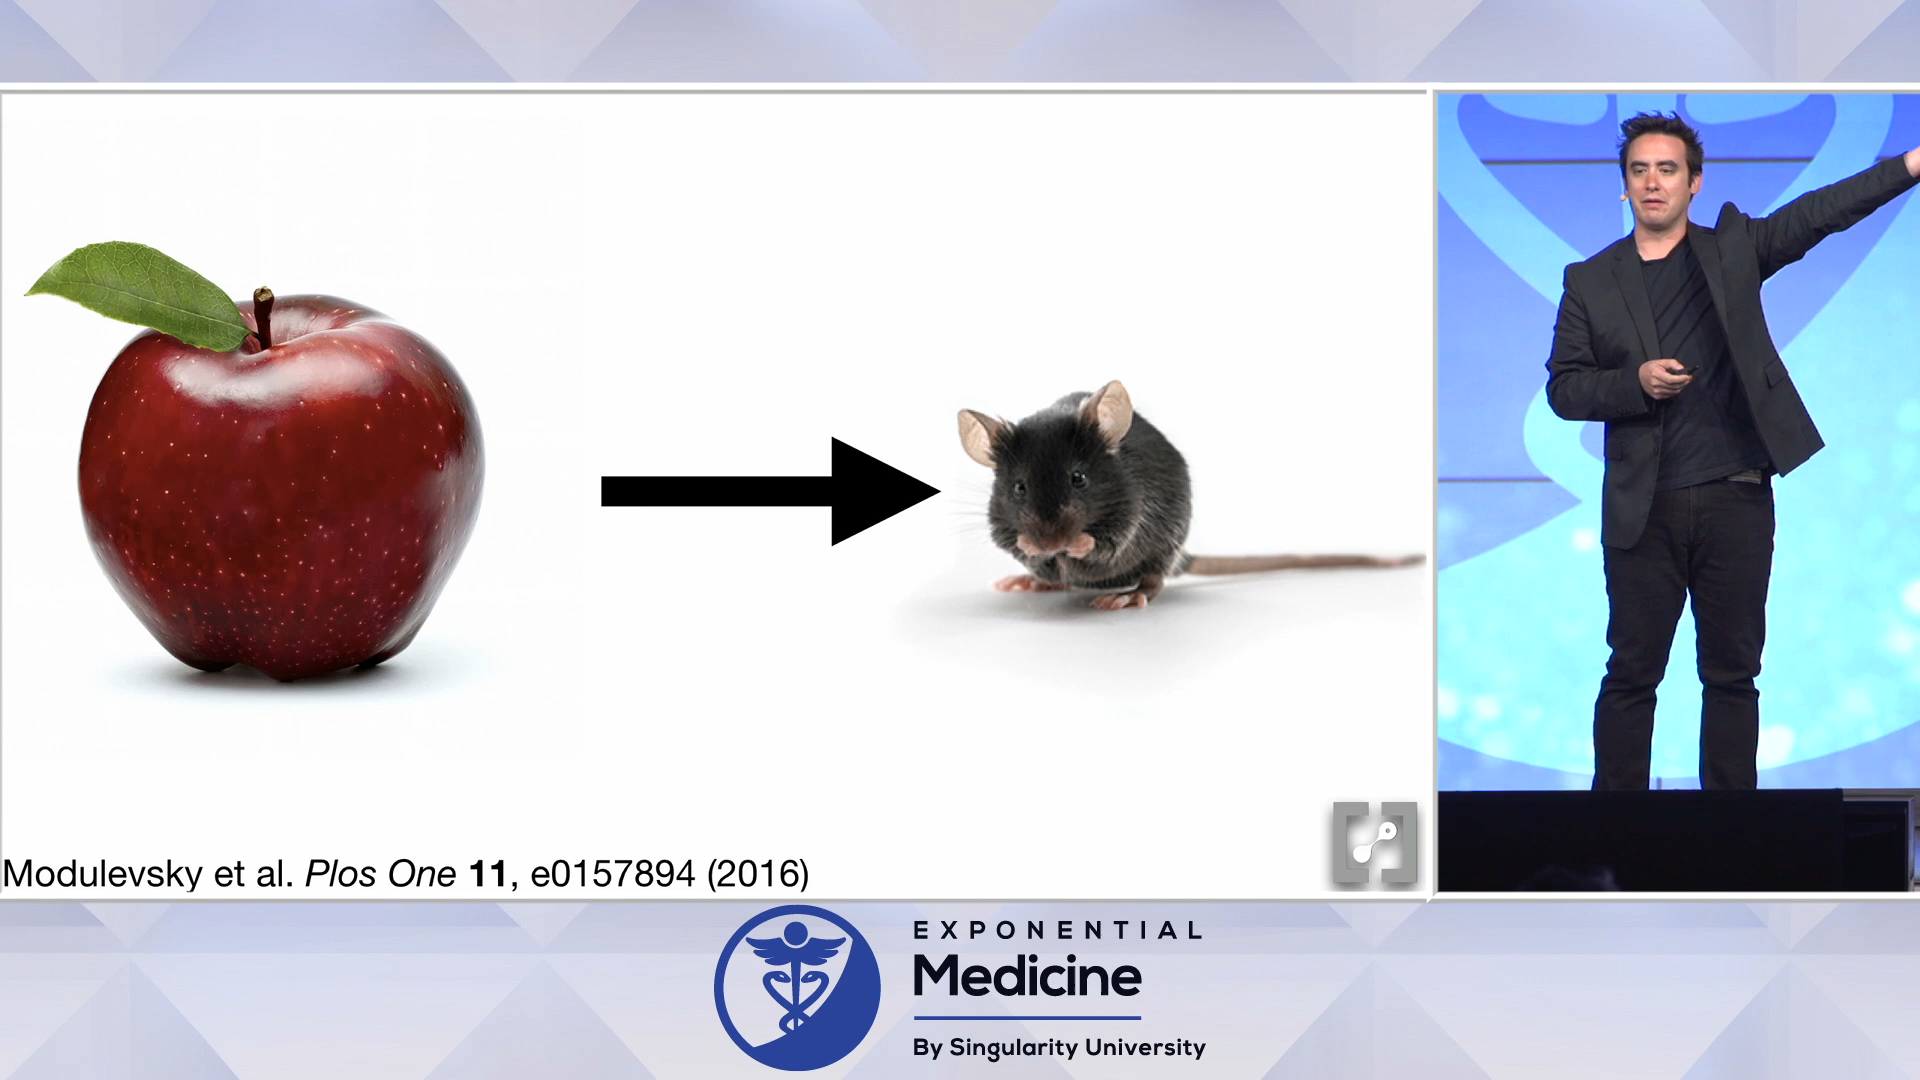 Modulevsky et al. Plos One 11, e0157894 (2016)
EXPONENTIAL
Medicine
By Singularity University